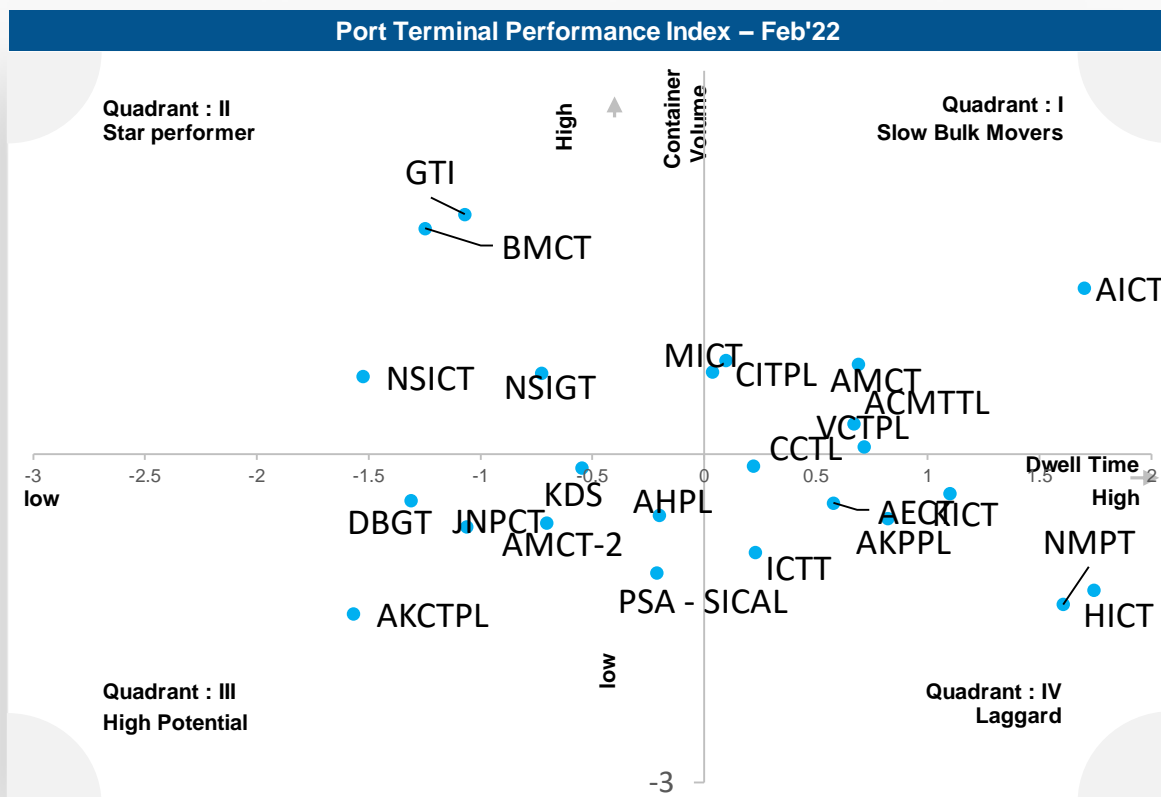 Port Terminal Performance Index – Feb'22
Quadrant : II
Star performer
High
Container
Volume
Quadrant : I
Slow Bulk Movers
GTI
BMCT
AICT
NSICT
NSIGT
MICT
CITPL
AMCT
ACMTTL
VCTPL
CCTL
-3
-2
-1.5
-1
-0.5
0
0.5
1
1.5
2
low
Dwell Time
High
KDS
DBGT
JNPCT
AMCT-2
AHPL
AECT
KICT
AKPPL
NMPT
ICTT
PSA - SICAL
AKCTPL
HICT
low
Quadrant : III
High Potential
Quadrant : IV
Laggard
-3